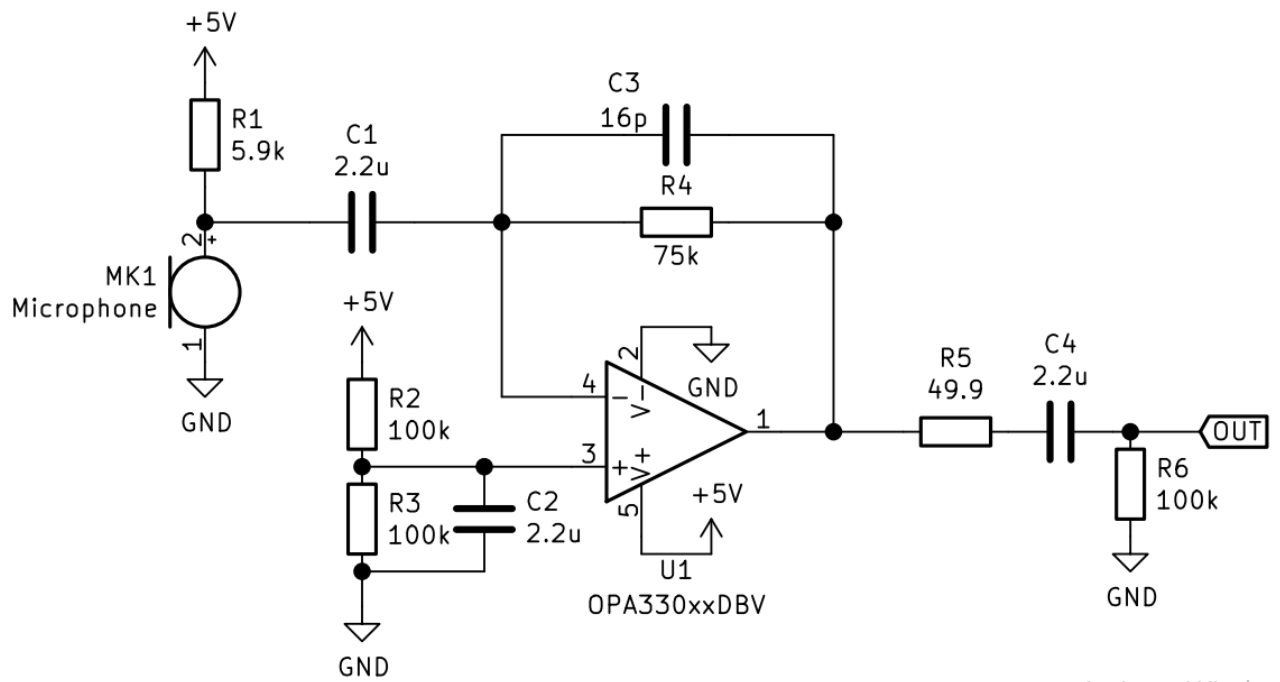 +5V
R1
5.9k
C1
2.2u
C3
16p
R4
75k
2
+
MK1
Microphone
1
GND
+5V
R2
100k
R3
100k
C2
2.2u
GND
4
-
3
+
2
V-
V+
5
GND
1
+5V
U1
OPA330xxDBV
R5
49.9
C4
2.2u
OUT
R6
100k
GND